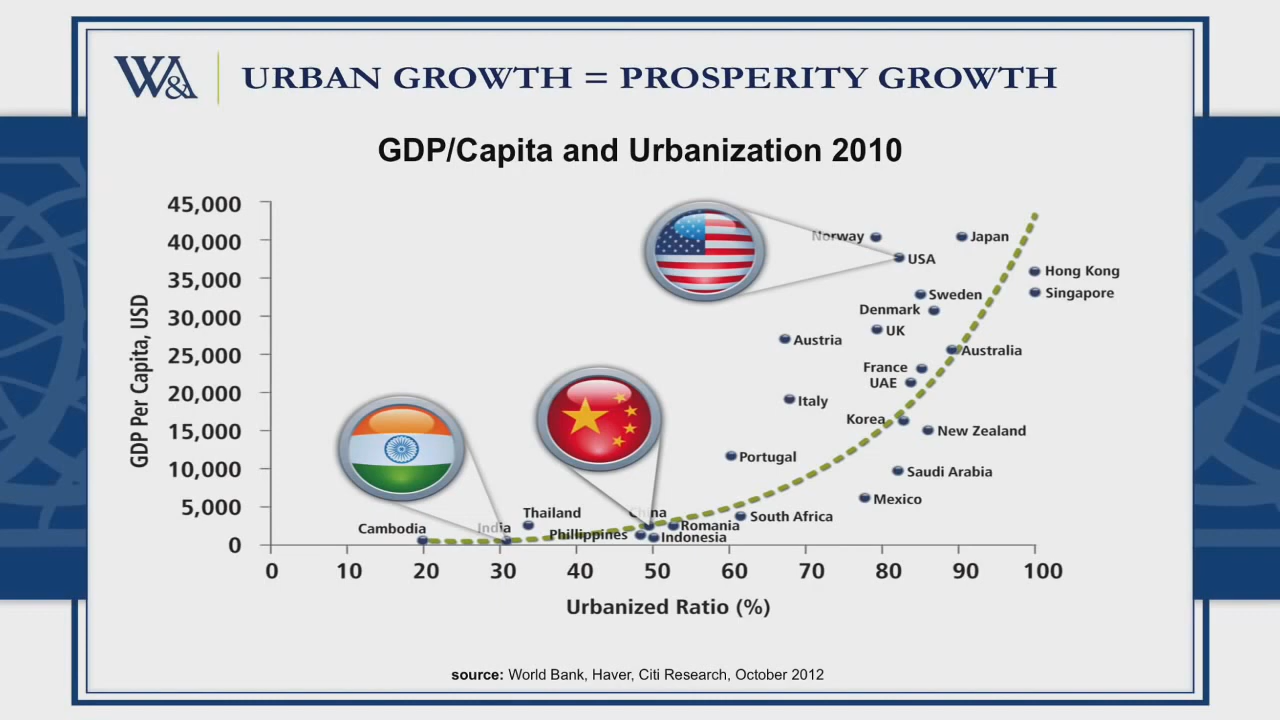 W&A
URBAN GROWTH = PROSPERITY GROWTH
GDP/Capita and Urbanization 2010
GDP Per Capita, USD
45,000
40,000
35,000
30,000
25,000
20,000
15,000
10,000
5,000
0
Norway
Japan
USA
Hong Kong
Singapore
Sweden
Denmark
UK
Austria
Australia
France
UAE
Italy
Korea
New Zealand
Portugal
Saudi Arabia
Mexico
Thailand
China
South Africa
Cambodia
India
Romania
Phillippines
Indonesia
0 10 20 30 40 50 60 70 80 90 100
Urbanized Ratio (%)
source: World Bank, Haver, Citi Research, October 2012